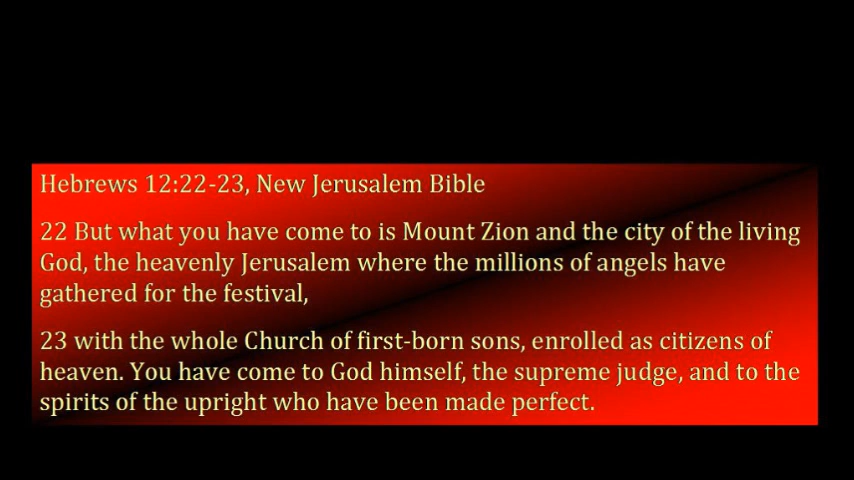 Hebrews 12:22-23, New Jerusalem Bible
22 But what you have come to is Mount Zion and the city of the living
God, the heavenly Jerusalem where the millions of angels have
gathered for the festival,
23 with the whole Church of first-born sons, enrolled as citizens of
heaven. You have come to God himself, the supreme judge, and to the
spirits of the upright who have been made perfect.